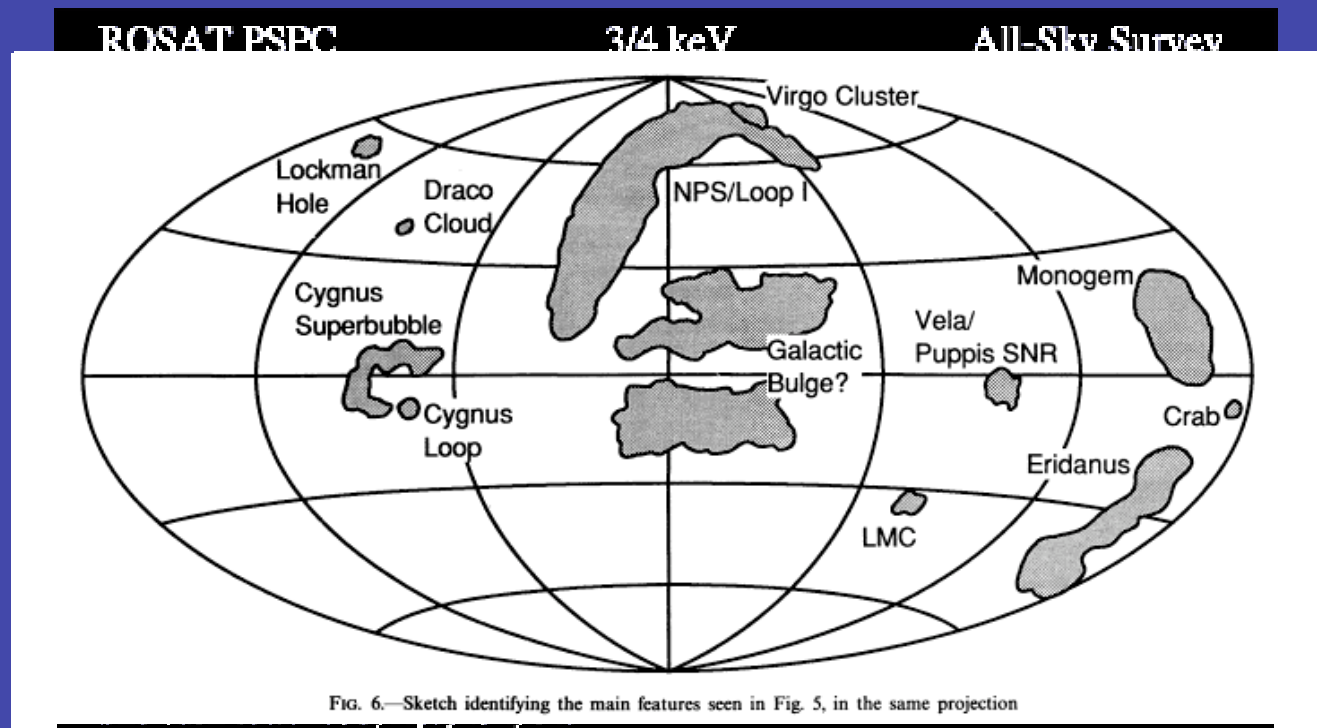 ROSAT PSPC 3/4 keV All-Sky Survey
Virgo Cluster
Lockman
Hole
Draco
Cloud
NPS/Loop I
Cygnus
Superbubble
Monogem
Vela/
Puppis SNR
Galactic
Bulge?
Cygnus
Loop
Crab
Eridanus
LMC
FIG. 6.—Sketch identifying the main features seen in Fig. 5, in the same projection